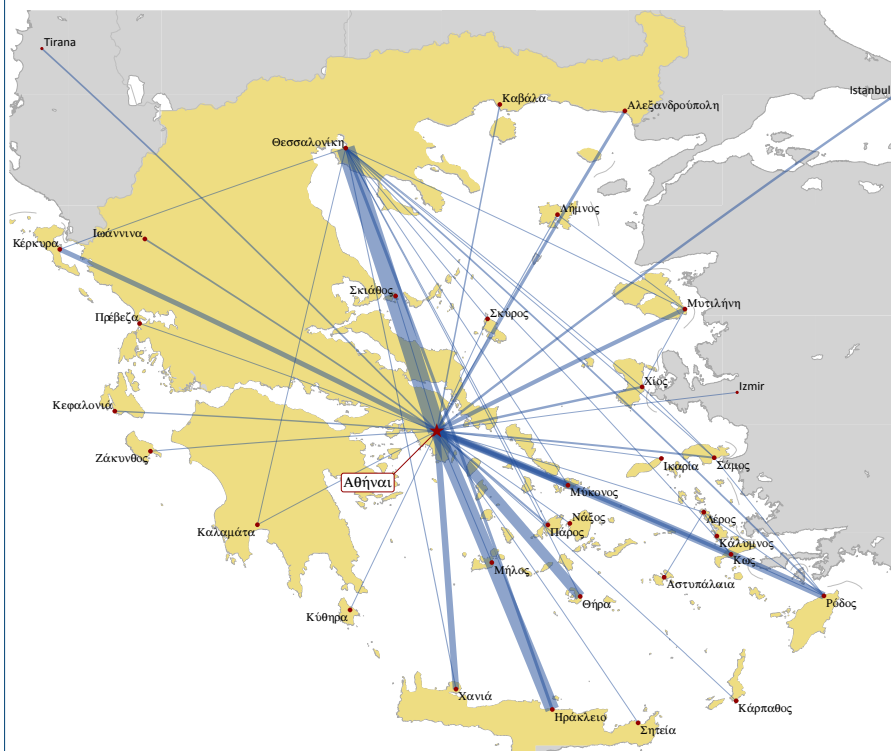 Tirana
Καβάλα
Αλεξανδρούπολη
Istanbul
Θεσσαλονίκη
Λήμνος
Ιωάννινα
Κέρκυρα
Σκιάθος
Σκύρος
Μυτιλήνη
Πρέβεζα
Χίος
Izmir
Κεφαλονιά
Ζάκυνθος
Ικαρία
Σάμος
Αθήναι
Μύκονος
Νάξος
Λέρος
Καλαμάτα
Πάρος
Κάλυμνος
Κως
Μήλος
Αστυπάλαια
Θήρα
Ρόδος
Κύθηρα
Χανιά
Κάρπαθος
Ηράκλειο
Σητεία